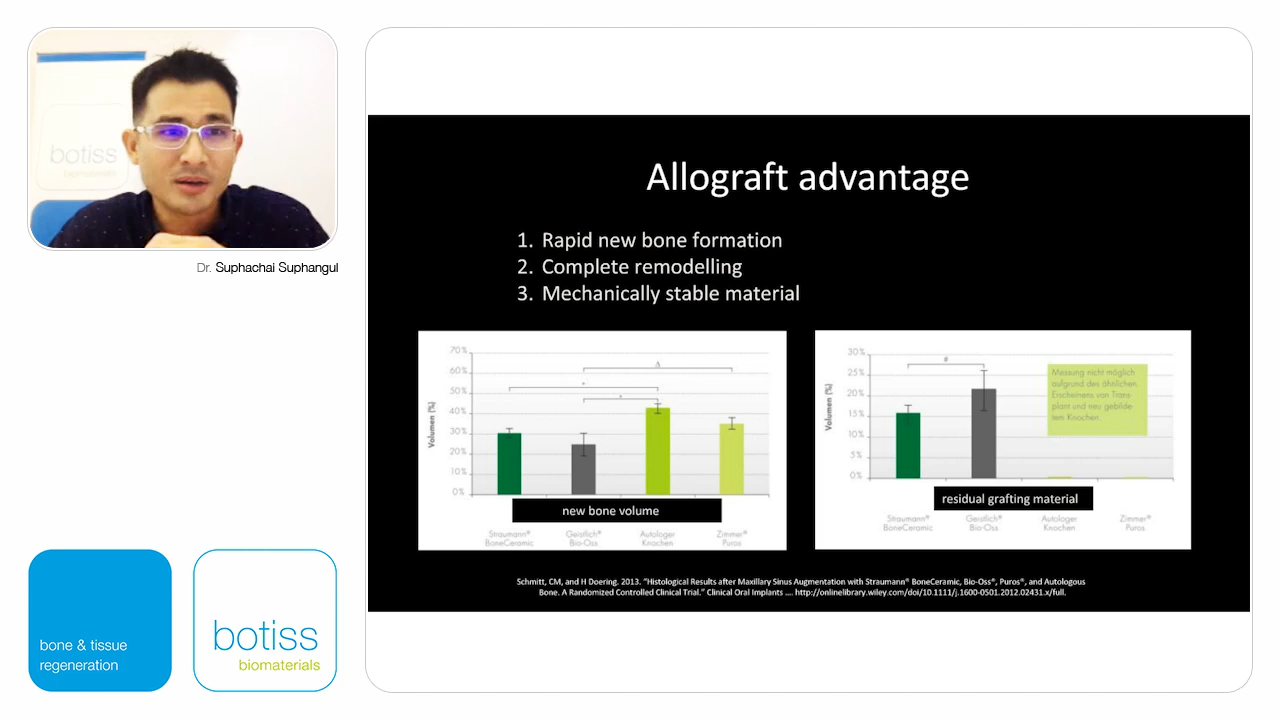 botiss
Dr. Suphachai Suphangul
bone & tissue
regeneration
botiss
biomaterials
Allograft advantage
1. Rapid new bone formation
2. Complete remodelling
3. Mechanically stable material
70%
60%
50%
40%
30%
20%
10%
0%
Volumen (%)
*
*
Δ
new bone volume
Straumann® BoneCeramic
Geistlich® Bio-Oss
Autologer Knochen
Zimmer® Puros
30%
25%
20%
15%
10%
5%
0%
Volumen (%)
#
Messung nicht möglich
aufgrund des ähnlichen
Erscheinens von Trans
plant und neu gebilde
tem Knochen.
residual grafting material
Straumann® BoneCeramic
Geistlich® Bio-Oss
Autologer Knochen
Zimmer® Puros
Schmitt, CM, and H Doering. 2013. “Histological Results after Maxillary Sinus Augmentation with Straumann® BoneCeramic, Bio-Oss®, Puros®, and Autologous
Bone. A Randomized Controlled Clinical Trial.” Clinical Oral Implants .... http://onlinelibrary.wiley.com/doi/10.1111/j.1600-0501.2012.02431.x/full.